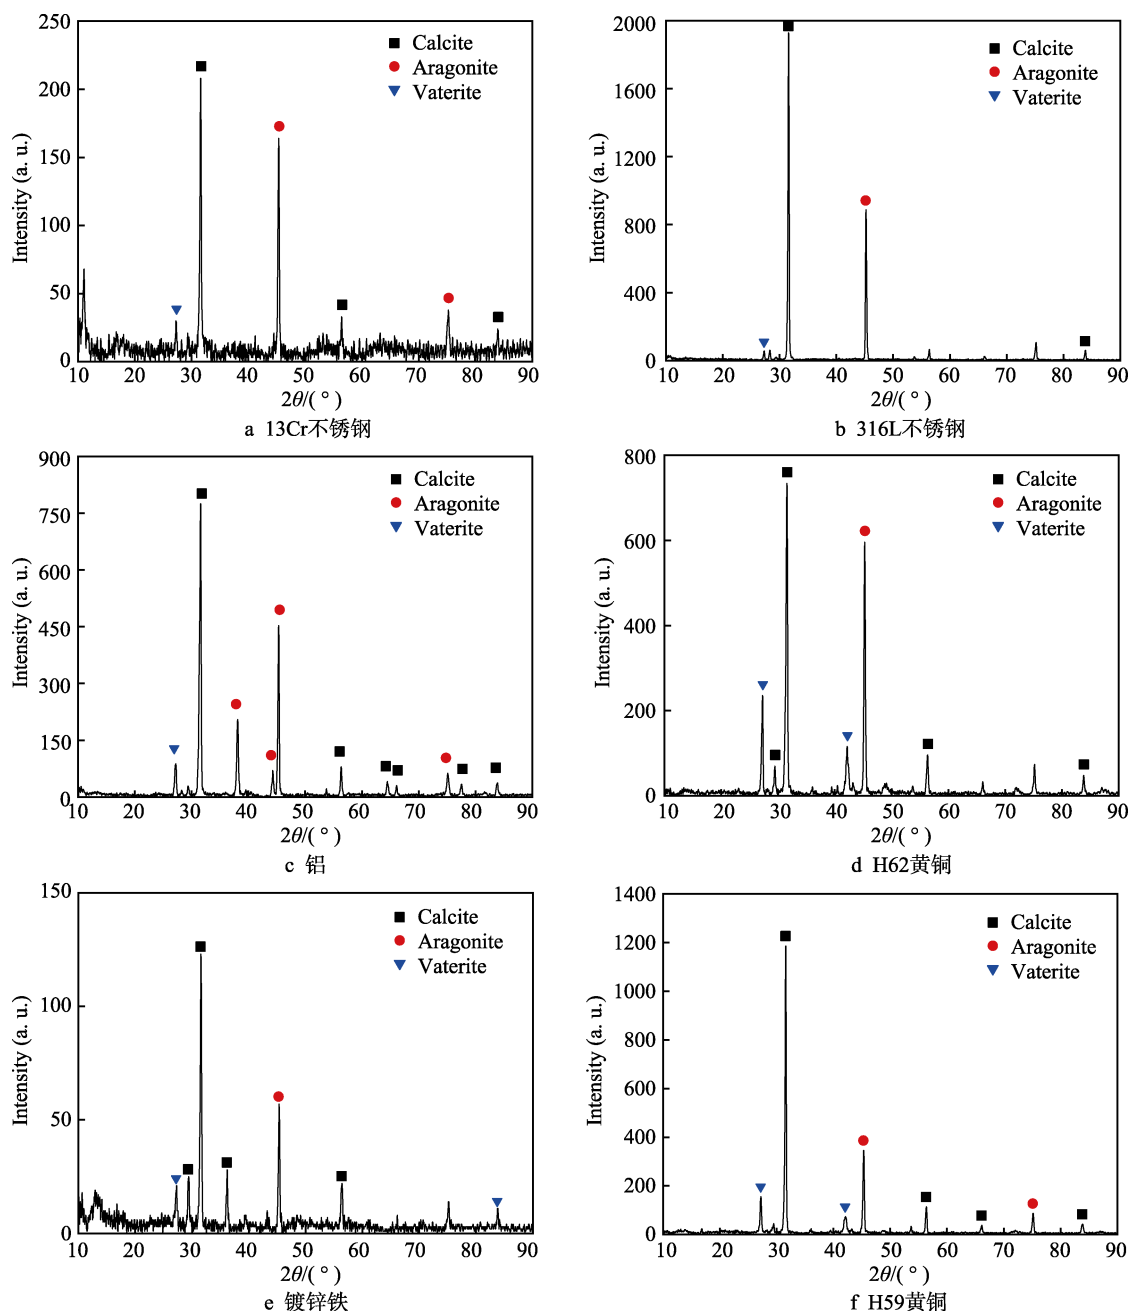 250
200
150
100
50
0
Intensity (a. u.)
Calcite
Aragonite
Vaterite
10 20 30 40 50 60 70 80 90
2θ/( ° )
a 13Cr不锈钢
2000
1600
1200
800
400
0
Intensity (a. u.)
Calcite
Aragonite
Vaterite
10 20 30 40 50 60 70 80 90
2θ/( ° )
b 316L不锈钢
900
750
600
450
300
150
0
Intensity (a. u.)
Calcite
Aragonite
Vaterite
10 20 30 40 50 60 70 80 90
2θ/( ° )
c 铝
800
600
400
200
0
Intensity (a. u.)
Calcite
Aragonite
Vaterite
10 20 30 40 50 60 70 80 90
2θ/( ° )
d H62黄铜
150
100
50
0
Intensity (a. u.)
Calcite
Aragonite
Vaterite
10 20 30 40 50 60 70 80 90
2θ/( ° )
e 镀锌铁
1400
1200
1000
800
600
400
200
0
Intensity (a. u.)
Calcite
Aragonite
Vaterite
10 20 30 40 50 60 70 80 90
2θ/( ° )
f H59黄铜